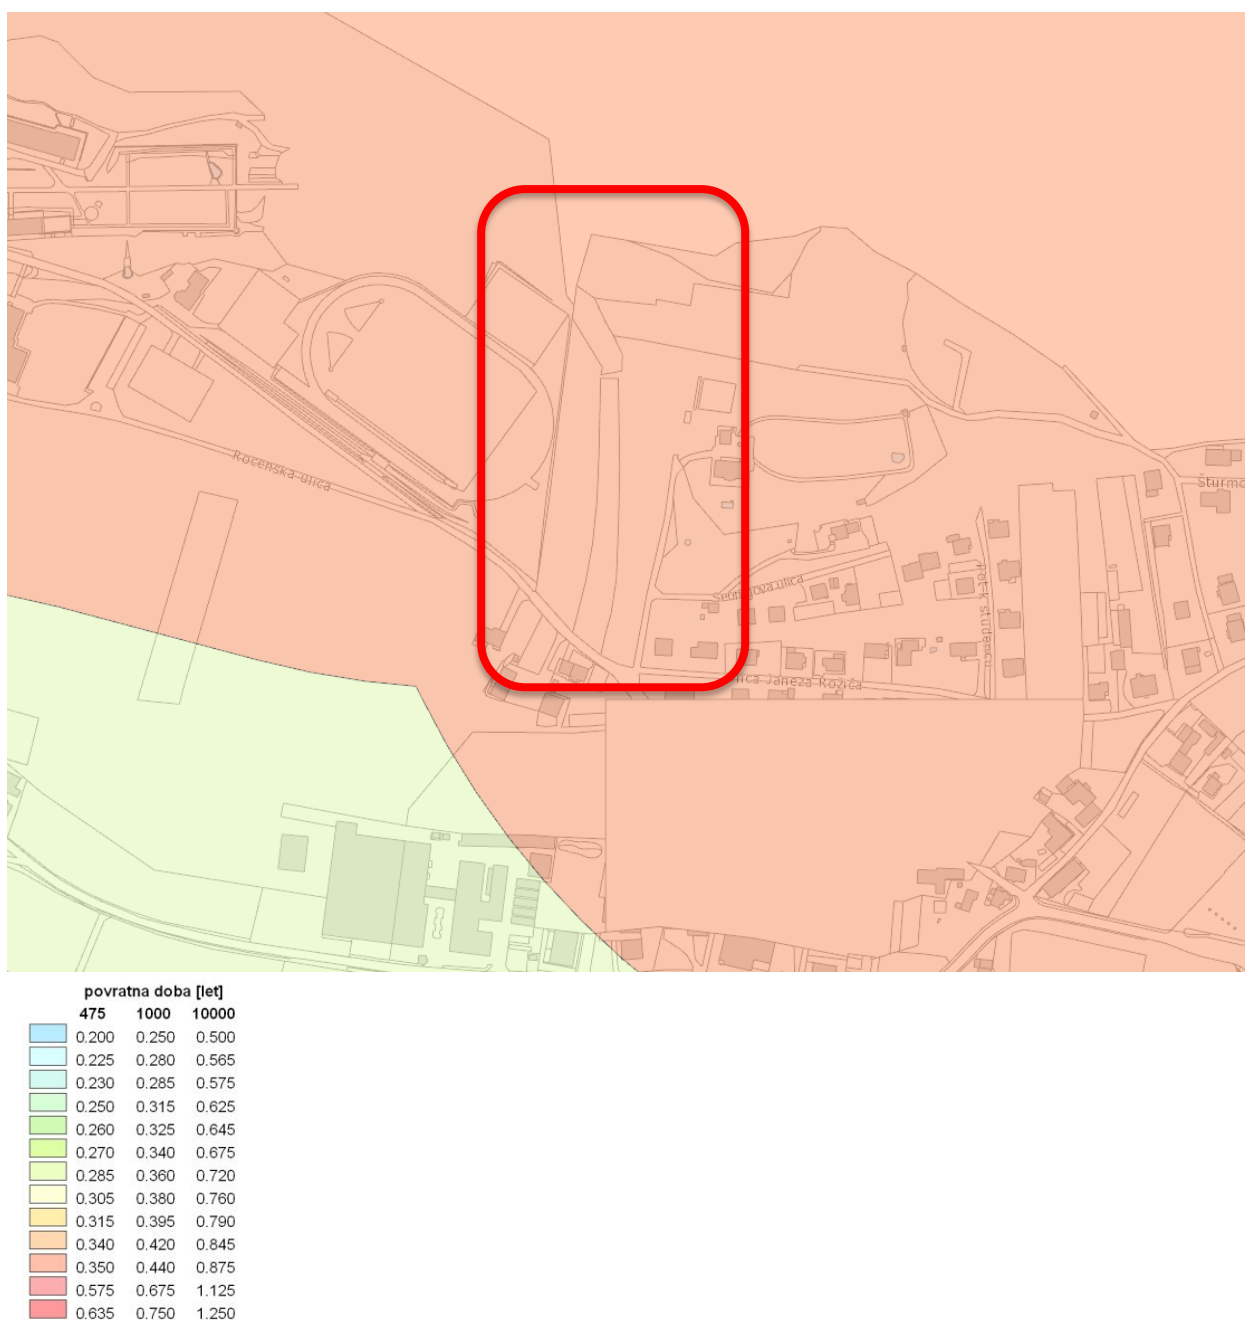 Rocenska ulica
Šturmo
Pot k studencu
Ulica Janeza Rožiča
povratna doba [let]
475 1000 10000
0.200 0.250 0.500
0.225 0.280 0.565
0.230 0.285 0.575
0.250 0.315 0.625
0.260 0.325 0.645
0.270 0.340 0.675
0.285 0.360 0.720
0.305 0.380 0.760
0.315 0.395 0.790
0.340 0.420 0.845
0.350 0.440 0.875
0.575 0.675 1.125
0.635 0.750 1.250